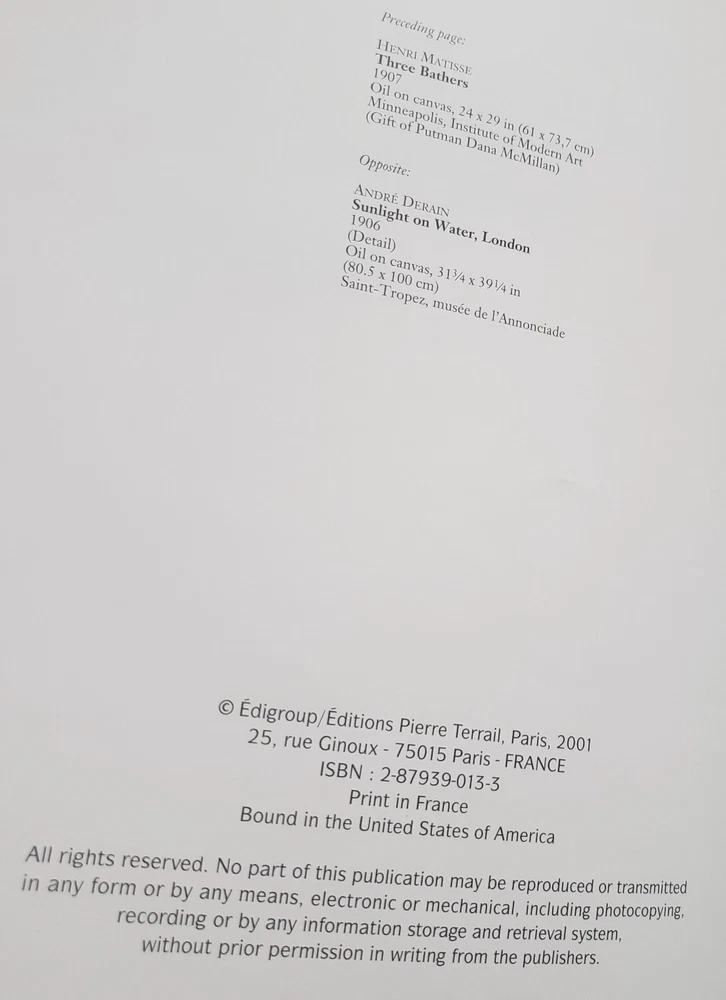 Preceding page:
HENRI MATISSE
Three Bathers
1907
Oil on canvas, 24 x 29 in (61 x 73,7 cm)
Minneapolis, Institute of Modern Art
(Gift of Putman Dana McMillan)
Opposite:
ANDRÉ DERAIN
Sunlight on Water, London
1906
(Detail)
Oil on canvas, 31¾ x 39¼ in
(80.5 x 100 cm)
Saint-Tropez, musée de l'Annonciade
© Édigroup/Éditions Pierre Terrail, Paris, 2001
25, rue Ginoux - 75015 Paris - FRANCE
ISBN : 2-87939-013-3
Print in France
Bound in the United States of America
All rights reserved. No part of this publication may be reproduced or transmitted
in any form or by any means, electronic or mechanical, including photocopying,
recording or by any information storage and retrieval system,
without prior permission in writing from the publishers.